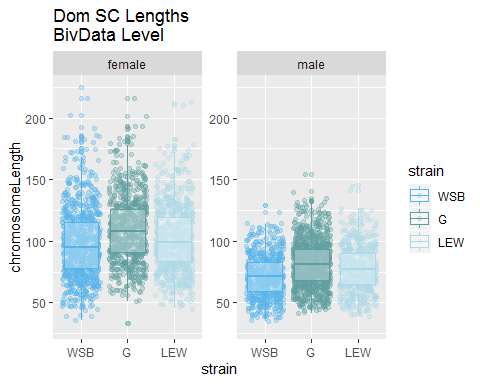 Dom SC Lengths
BivData Level
female
male
chromosomeLength
200
150
100
50
200
150
100
50
WSB
G
LEW
WSB
G
LEW
strain
strain
WSB
G
LEW